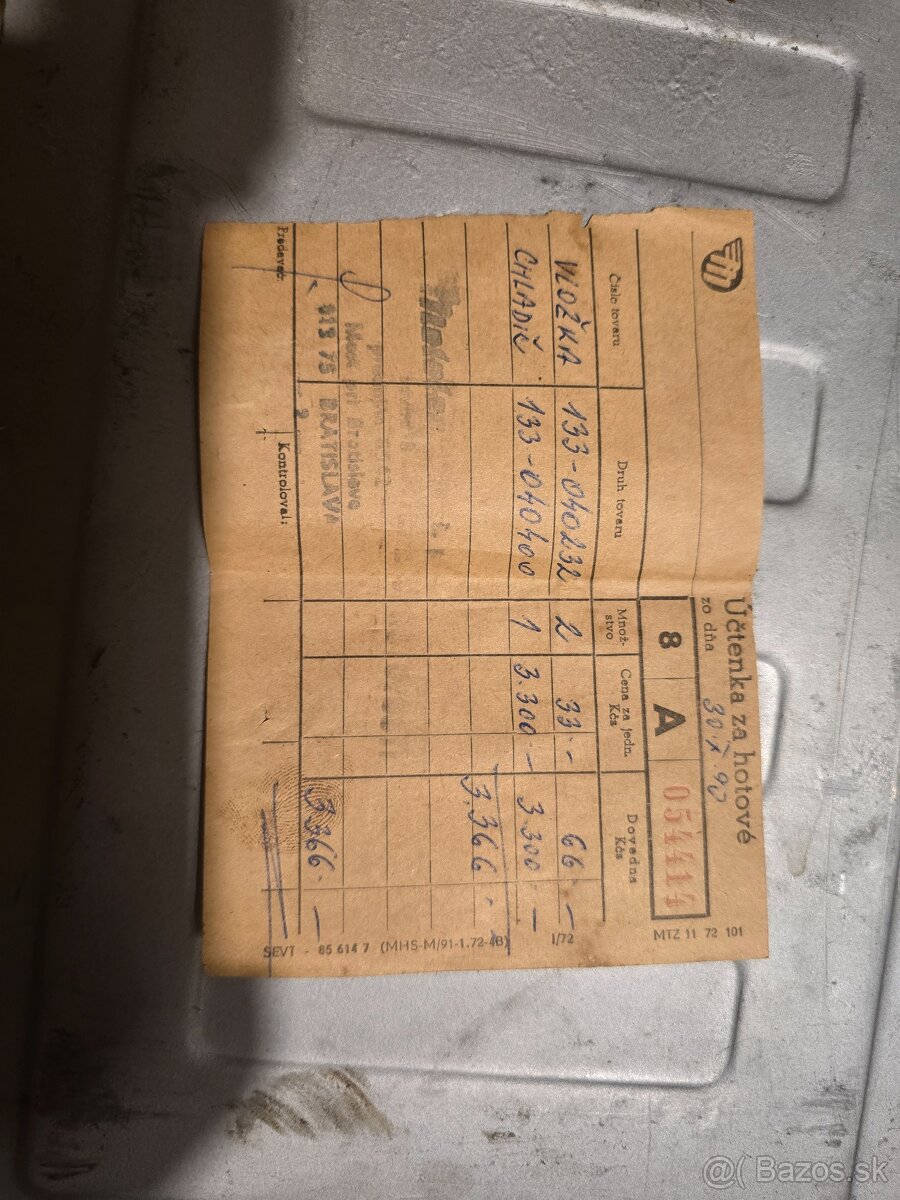 Účtenka za hotové
zo dňa 30.X.90
8 A 054414
MTZ 11 72 101
Číslo tovaru Druh tovaru Množ-stvo Cena za jedn. Kčs Dovedna Kčs
VLOŽKA 133-040232 2 33.- 66.-
CHLADIČ 133-040400 1 3.300.- 3 300.-
3.366.
813 75 BRATISLAVA
3366.-
Predavač: Kontroloval:
SEVT - 85 614 7 (MHS-M/91-1.72-4B) 1/72
@( Bazos.sk